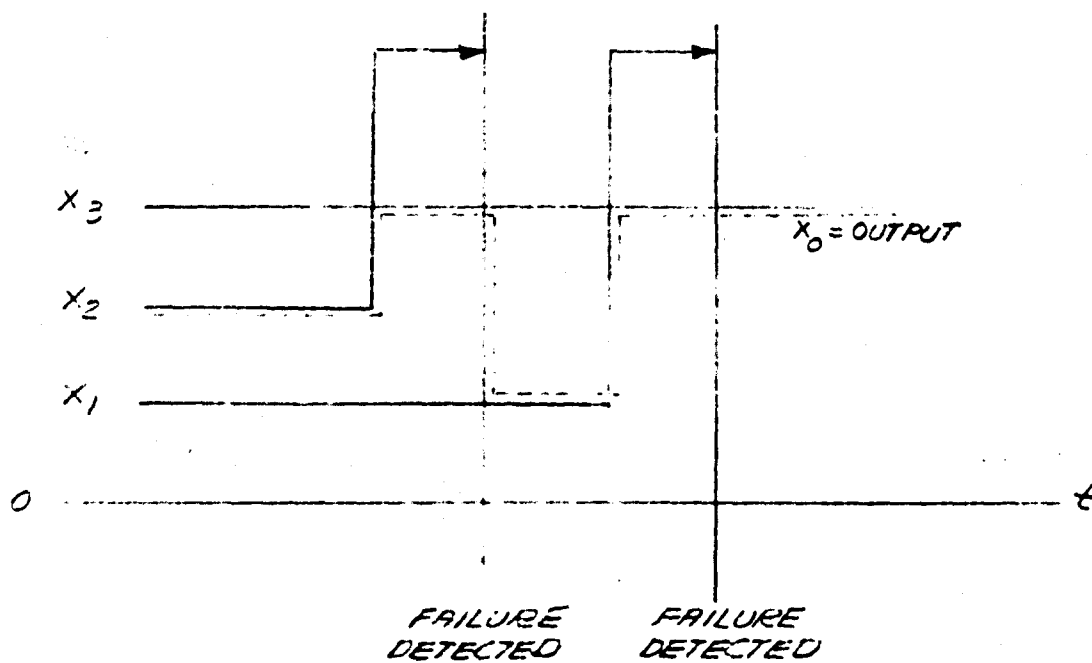 X3
X0 = OUTPUT
X2
X1
0
t
FAILURE
DETECTED
FAILURE
DETECTED